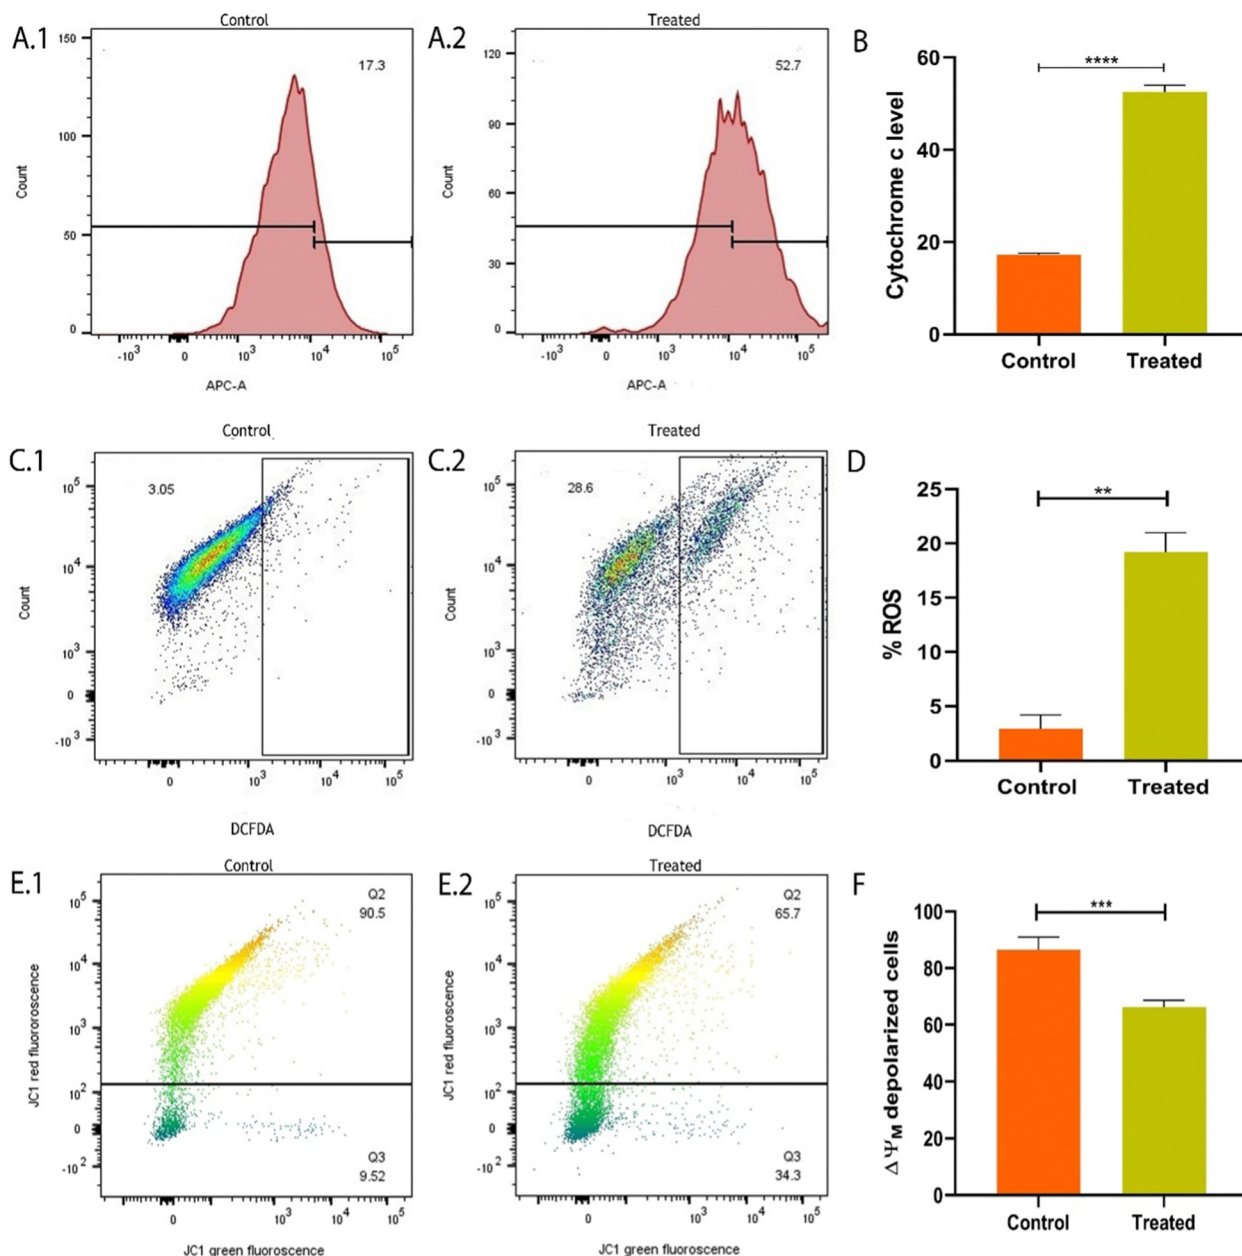 A.1
Control
17.3
150
100
50
0
Count
-10³ 0 10³ 10⁴ 10⁵
APC-A
A.2
Treated
52.7
120
90
60
30
0
Count
-10³ 0 10³ 10⁴ 10⁵
APC-A
B
****
60
40
20
0
Cytochrome c level
Control Treated
C.1
Control
3.05
10⁵
10⁴
10³
0
-10³
Count
0 10³ 10⁴ 10⁵
DCFDA
C.2
Treated
28.6
10⁵
10⁴
10³
0
-10³
Count
0 10³ 10⁴ 10⁵
DCFDA
D
**
25
20
15
10
5
0
% ROS
Control Treated
E.1
Control
Q2
90.5
10⁵
10⁴
10³
10²
0
-10²
JC1 red fluororoscence
Q3
9.52
0 10³ 10⁴ 10⁵
JC1 green fluoroscence
E.2
Treated
Q2
65.7
10⁵
10⁴
10³
10²
0
-10²
JC1 red fluoroscence
Q3
34.3
0 10³ 10⁴ 10⁵
JC1 green fluoroscence
F
***
100
80
60
40
20
0
ΔΨM depolarized cells
Control Treated